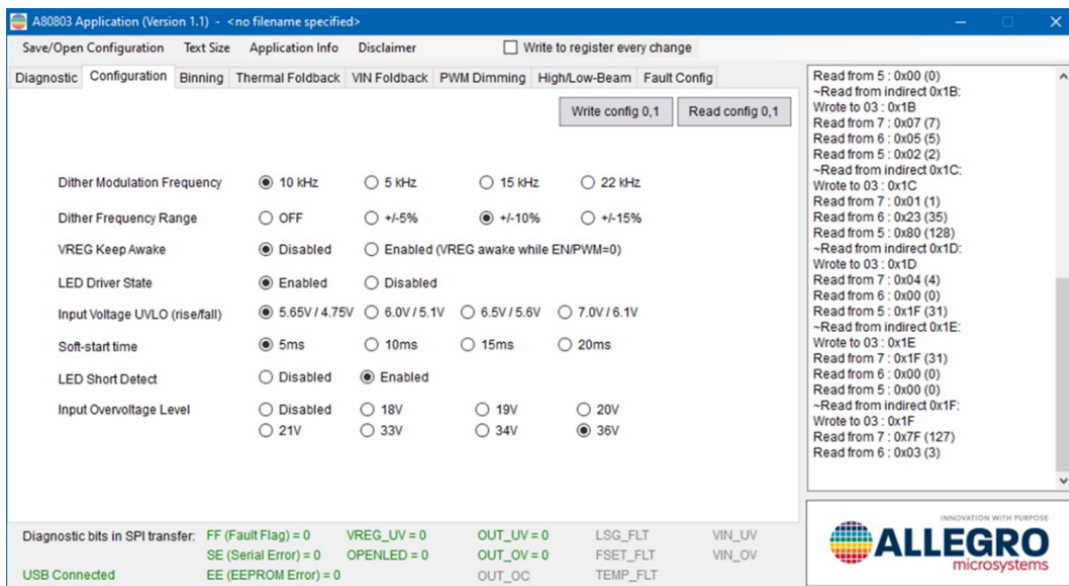 A80803 Application (Version 1.1) - <no filename specified>
Save/Open Configuration Text Size Application Info Disclaimer Write to register every change
Diagnostic Configuration Binning Thermal Foldback VIN Foldback PWM Dimming High/Low-Beam Fault Config
Write config 0,1 Read config 0,1
Dither Modulation Frequency 10 kHz 5 kHz 15 kHz 22 kHz
Dither Frequency Range OFF +/-5% +/-10% +/-15%
VREG Keep Awake Disabled Enabled (VREG awake while EN/PWM=0)
LED Driver State Enabled Disabled
Input Voltage UVLO (rise/fall) 5.65V / 4.75V 6.0V / 5.1V 6.5V / 5.6V 7.0V / 6.1V
Soft-start time 5ms 10ms 15ms 20ms
LED Short Detect Disabled Enabled
Input Overvoltage Level Disabled 18V 19V 20V
21V 33V 34V 36V
Read from 5 : 0x00 (0)
~Read from indirect 0x1B:
Wrote to 03 : 0x1B
Read from 7 : 0x07 (7)
Read from 6 : 0x05 (5)
Read from 5 : 0x02 (2)
~Read from indirect 0x1C:
Wrote to 03 : 0x1C
Read from 7 : 0x01 (1)
Read from 6 : 0x23 (35)
Read from 5 : 0x80 (128)
~Read from indirect 0x1D:
Wrote to 03 : 0x1D
Read from 7 : 0x04 (4)
Read from 6 : 0x00 (0)
Read from 5 : 0x1F (31)
~Read from indirect 0x1E:
Wrote to 03 : 0x1E
Read from 7 : 0x1F (31)
Read from 6 : 0x00 (0)
Read from 5 : 0x00 (0)
~Read from indirect 0x1F:
Wrote to 03 : 0x1F
Read from 7 : 0x7F (127)
Read from 6 : 0x03 (3)
Diagnostic bits in SPI transfer: FF (Fault Flag) = 0 VREG_UV = 0 OUT_UV = 0 LSG_FLT VIN_UV
SE (Serial Error) = 0 OPENLED = 0 OUT_OV = 0 FSET_FLT VIN_OV
USB Connected EE (EEPROM Error) = 0 OUT_OC TEMP_FLT
INNOVATION WITH PURPOSE
ALLEGRO
microsystems